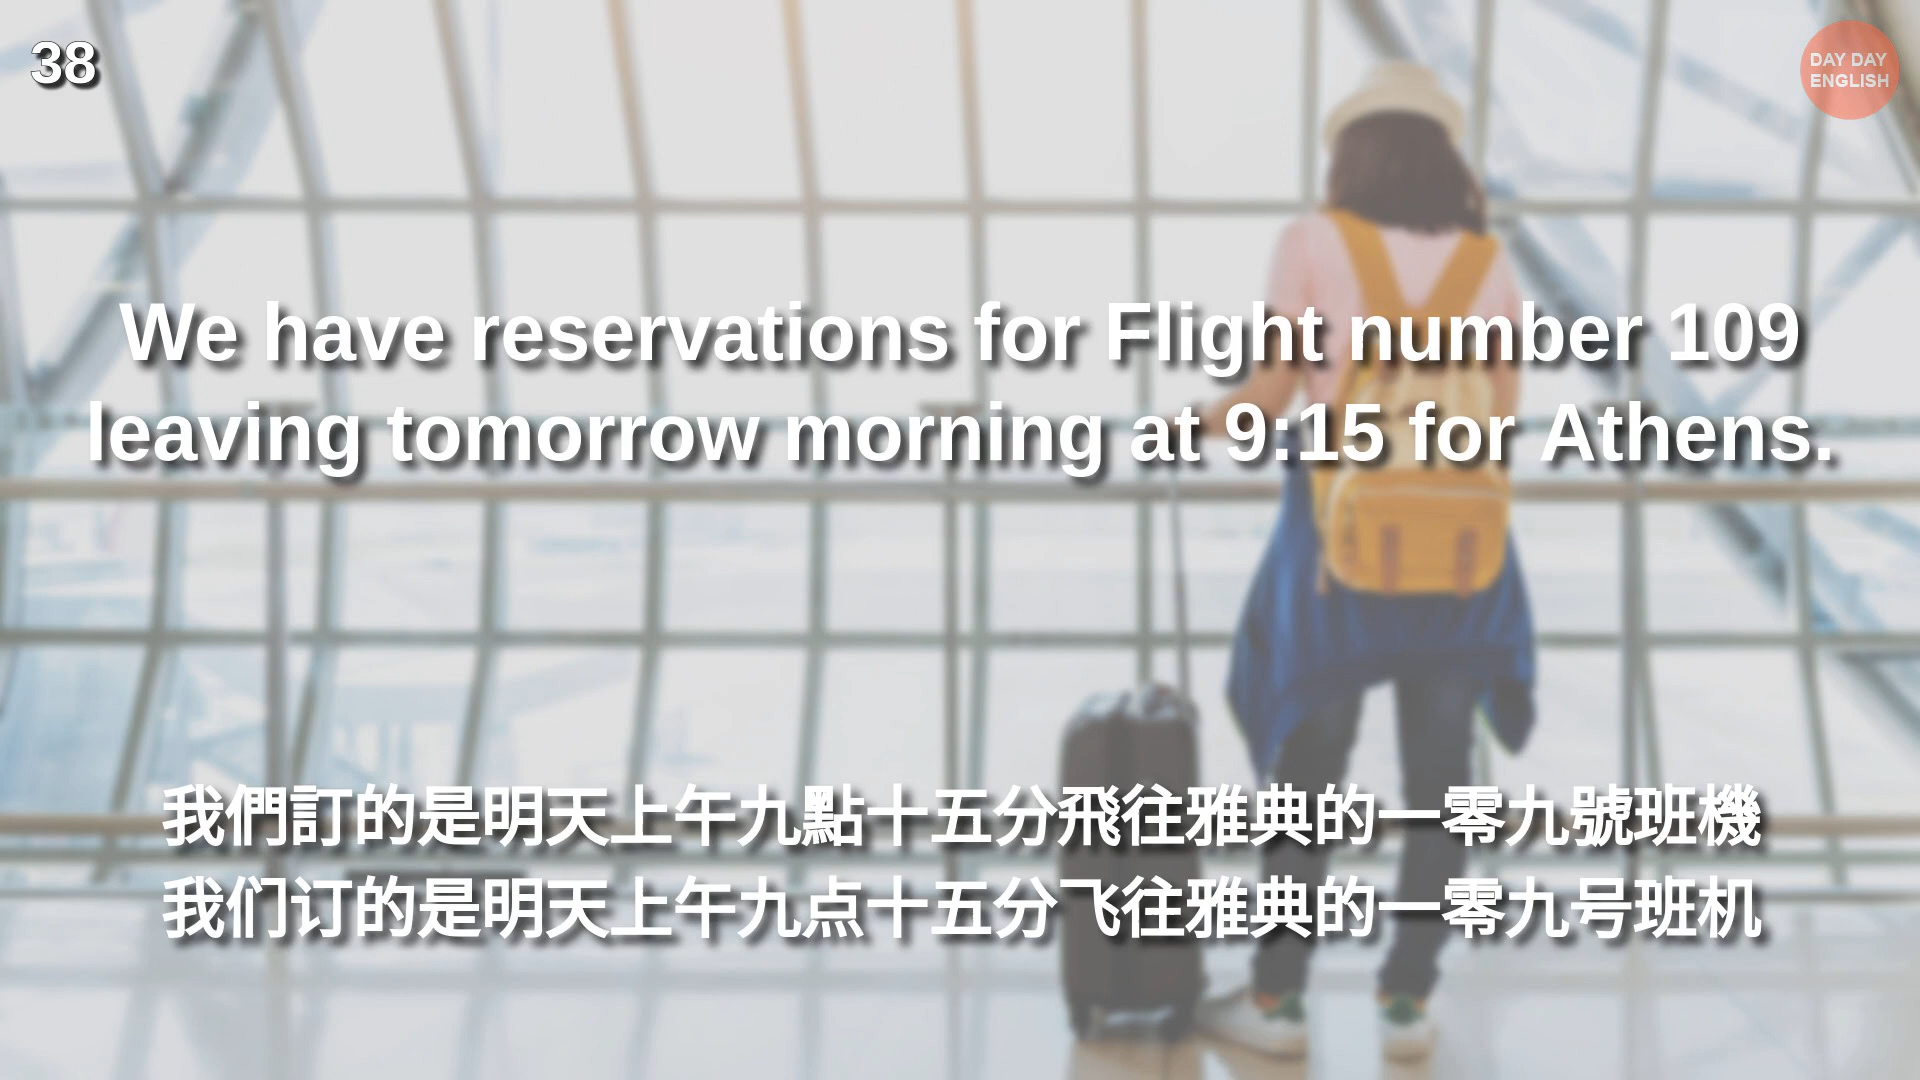 38
DAY DAY
ENGLISH
We have reservations for Flight number 109
leaving tomorrow morning at 9:15 for Athens.
我們訂的是明天上午九點十五分飛往雅典的一零九號班機
我们订的是明天上午九点十五分飞往雅典的一零九号班机